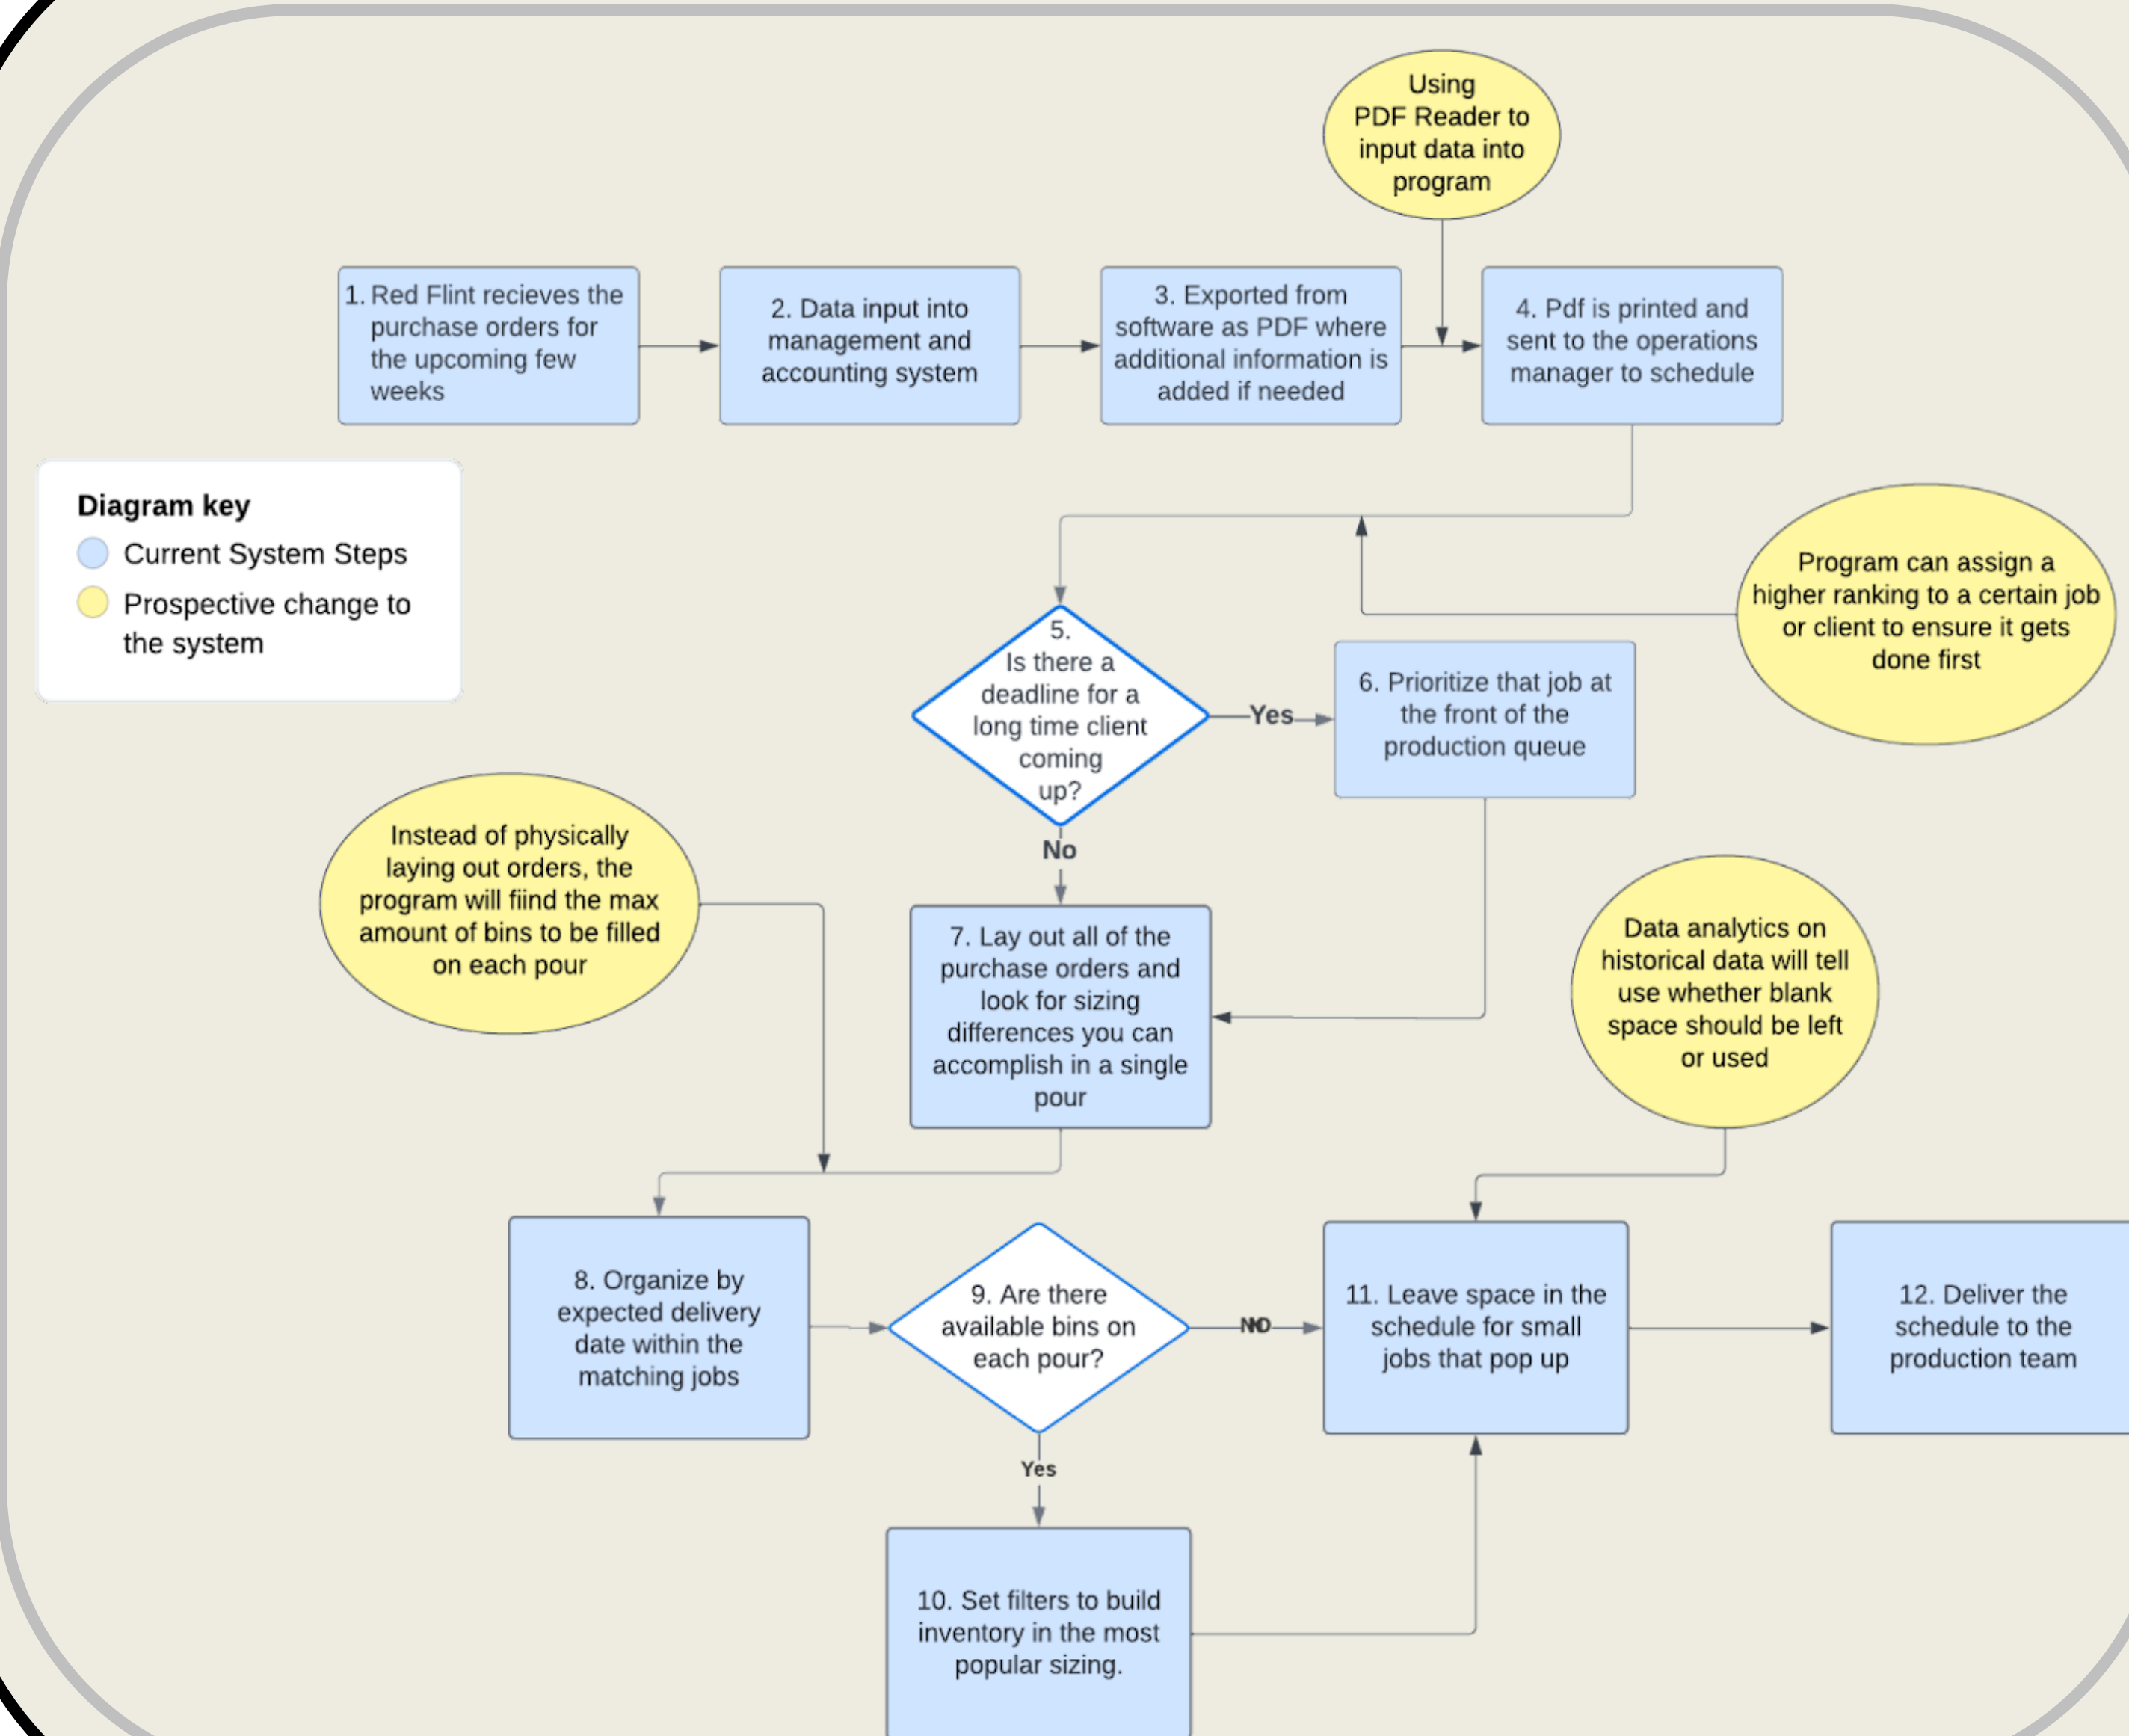 Using
PDF Reader to
input data into
program
1. Red Flint recieves the
purchase orders for
the upcoming few
weeks
2. Data input into
management and
accounting system
3. Exported from
software as PDF where
additional information is
added if needed
4. Pdf is printed and
sent to the operations
manager to schedule
Diagram key
Current System Steps
Prospective change to
the system
Program can assign a
higher ranking to a certain job
or client to ensure it gets
done first
5.
Is there a
deadline for a
long time client
coming
up?
Yes
6. Prioritize that job at
the front of the
production queue
No
Instead of physically
laying out orders, the
program will fiind the max
amount of bins to be filled
on each pour
7. Lay out all of the
purchase orders and
look for sizing
differences you can
accomplish in a single
pour
Data analytics on
historical data will tell
use whether blank
space should be left
or used
8. Organize by
expected delivery
date within the
matching jobs
9. Are there
available bins on
each pour?
NO
11. Leave space in the
schedule for small
jobs that pop up
12. Deliver the
schedule to the
production team
Yes
10. Set filters to build
inventory in the most
popular sizing.